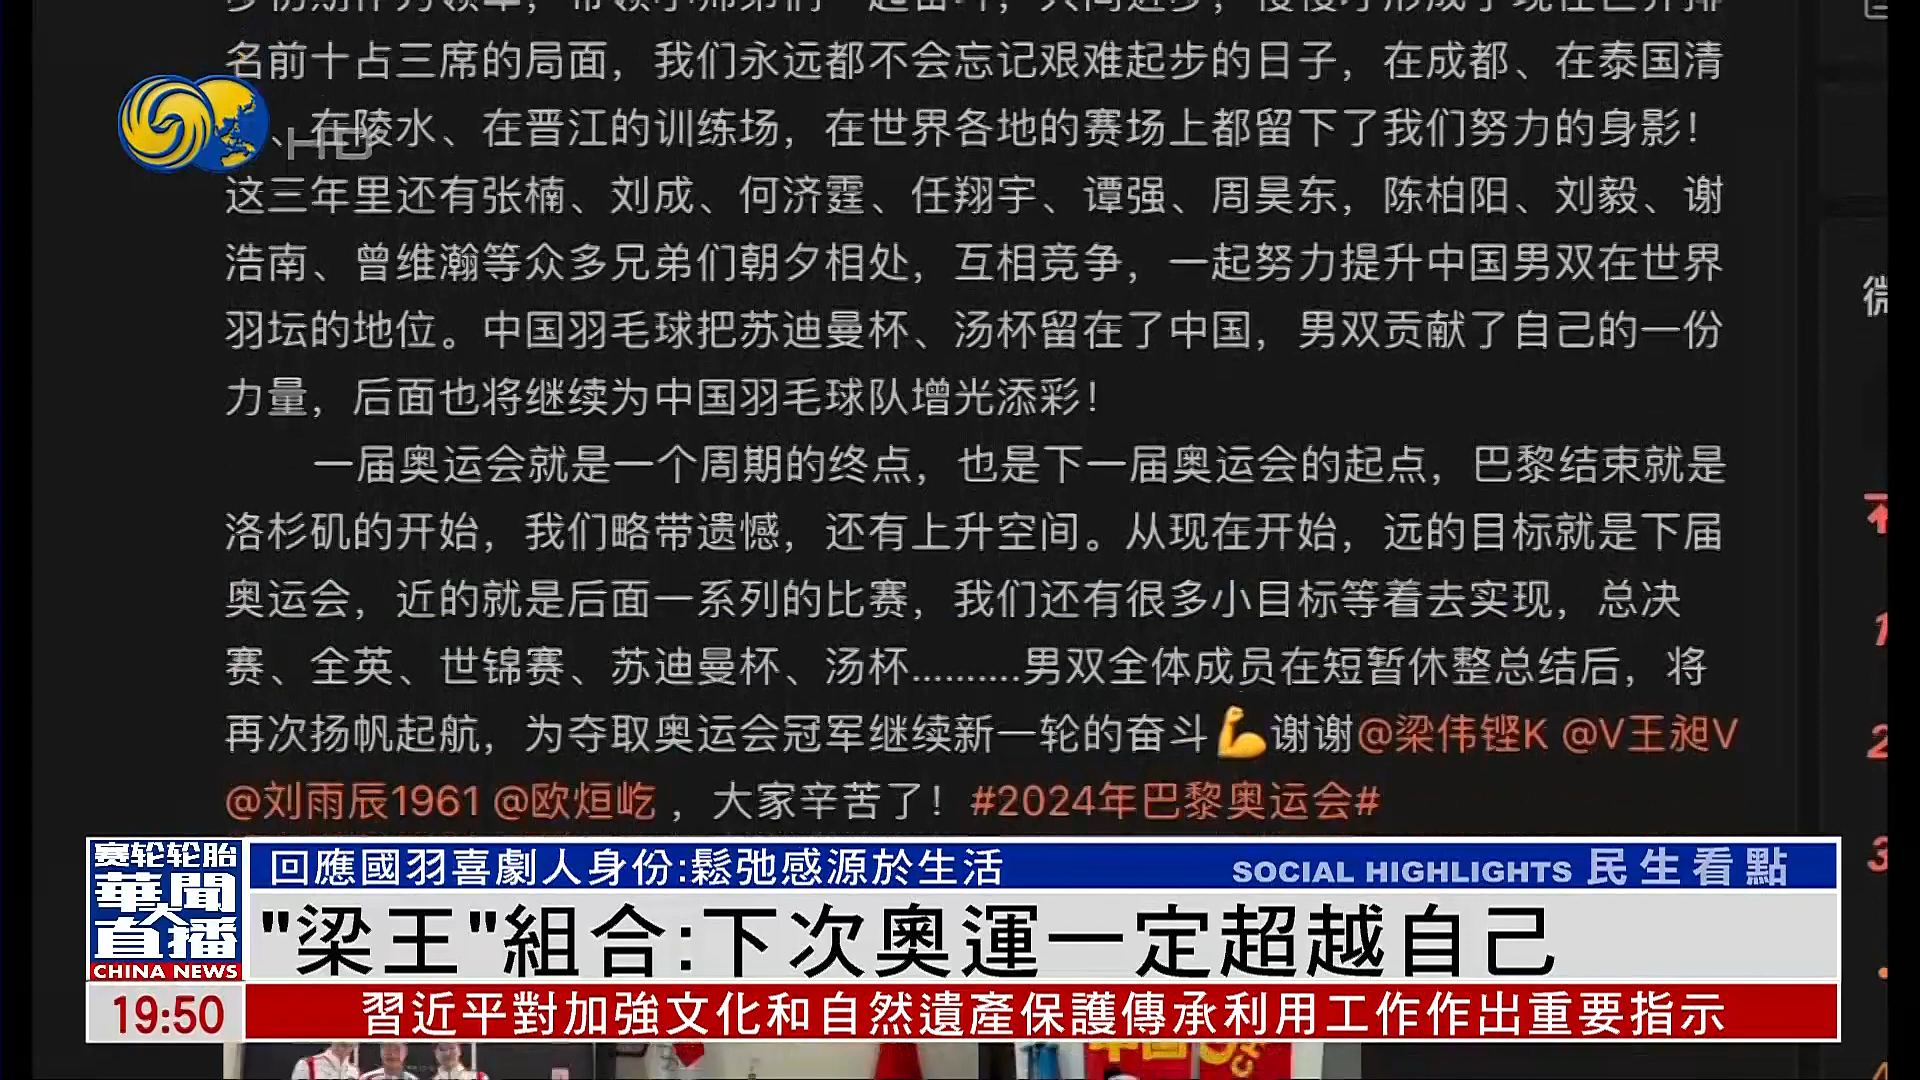 名前十占三席的局面，我们永远都不会忘记艰难起步的日子，在成都、在泰国清
、在陵水、在晋江的训练场，在世界各地的赛场上都留下了我们努力的身影！
HD
这三年里还有张楠、刘成、何济霆、任翔宇、谭强、周昊东，陈柏阳、刘毅、谢
浩南、曾维瀚等众多兄弟们朝夕相处，互相竞争，一起努力提升中国男双在世界
羽坛的地位。中国羽毛球把苏迪曼杯、汤杯留在了中国，男双贡献了自己的一份
力量，后面也将继续为中国羽毛球队增光添彩！
一届奥运会就是一个周期的终点，也是下一届奥运会的起点，巴黎结束就是
洛杉矶的开始，我们略带遗憾，还有上升空间。从现在开始，远的目标就是下届
奥运会，近的就是后面一系列的比赛，我们还有很多小目标等着去实现，总决
赛、全英、世锦赛、苏迪曼杯、汤杯..........男双全体成员在短暂休整总结后，将
再次扬帆起航，为夺取奥运会冠军继续新一轮的奋斗💪谢谢@梁伟铿K @V王昶V
@刘雨辰1961 @欧烜屹 ，大家辛苦了！#2024年巴黎奥运会#
微
1
2
3
4
赛轮轮胎
華人聞
直播
CHINA NEWS
回應國羽喜劇人身份:鬆弛感源於生活
SOCIAL HIGHLIGHTS 民生看點
"梁王"組合:下次奧運一定超越自己
19:50
習近平對加強文化和自然遺產保護傳承利用工作作出重要指示